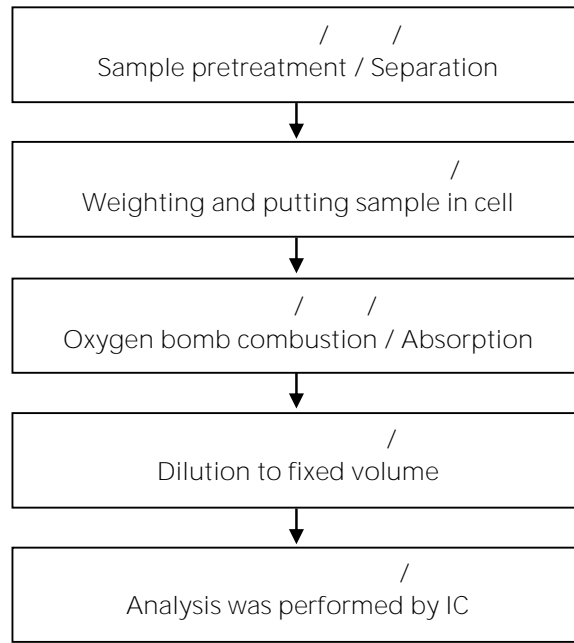 / /
Sample pretreatment / Separation
/
Weighting and putting sample in cell
/ /
Oxygen bomb combustion / Absorption
/
Dilution to fixed volume
/
Analysis was performed by IC